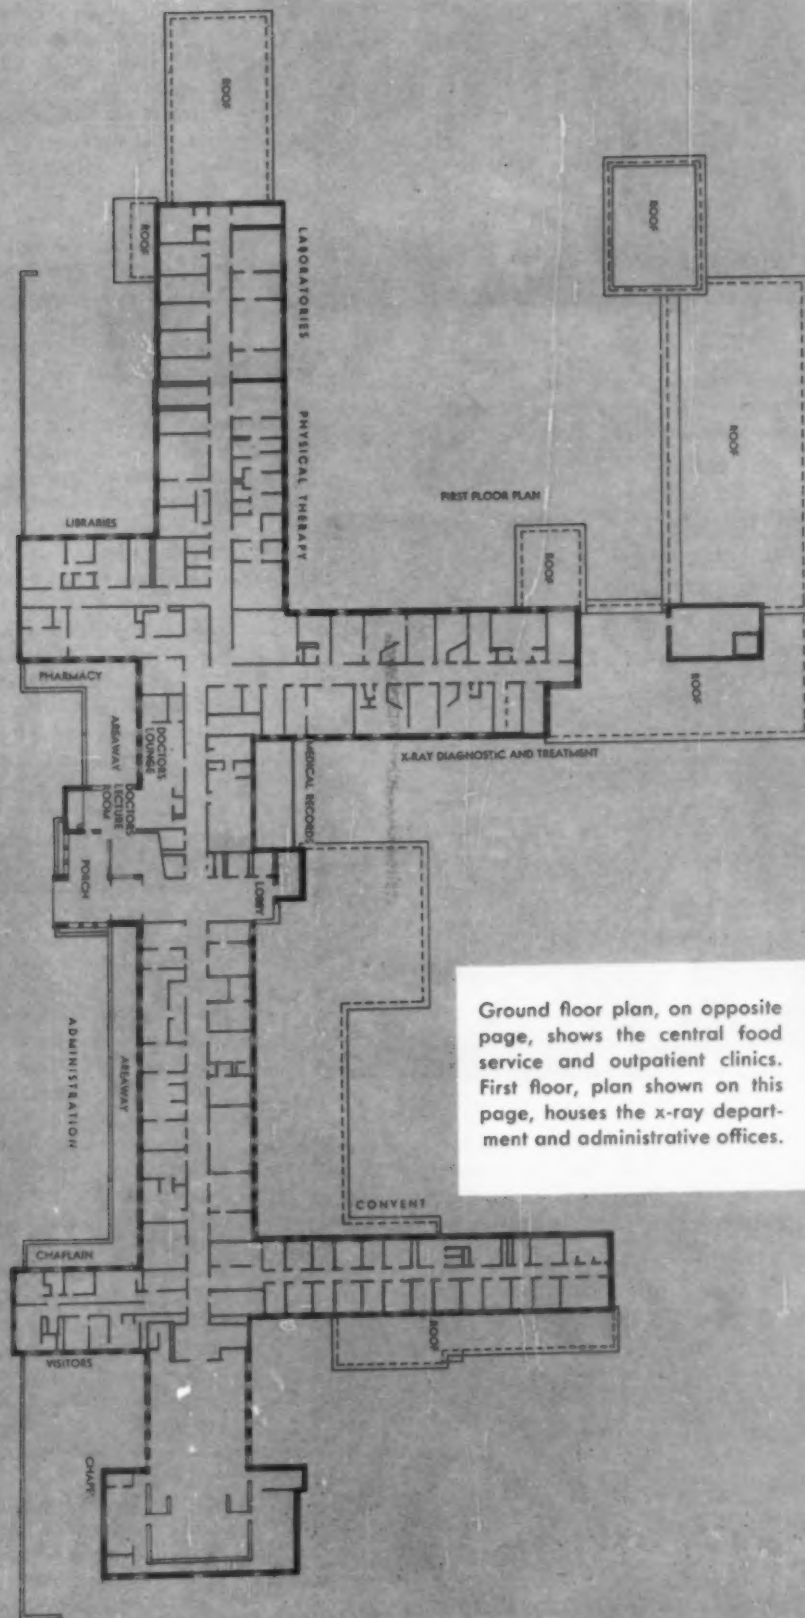 ROOF
ROOF
ROOF
ROOF
LABORATORIES
PHYSICAL THERAPY
FIRST FLOOR PLAN
LIBRARIES
ROOF
ROOF
PHARMACY
AREAWAY
DOCTORS
LOUNGE
DOCTORS
LECTURE
ROOM
MEDICAL RECORDS
X-RAY DIAGNOSTIC AND TREATMENT
PORCH
LOBBY
ADMINISTRATION
AREAWAY
Ground floor plan, on opposite
page, shows the central food
service and outpatient clinics.
First floor, plan shown on this
page, houses the x-ray depart-
ment and administrative offices.
CONVENT
CHAPLAIN
ROOF
VISITORS